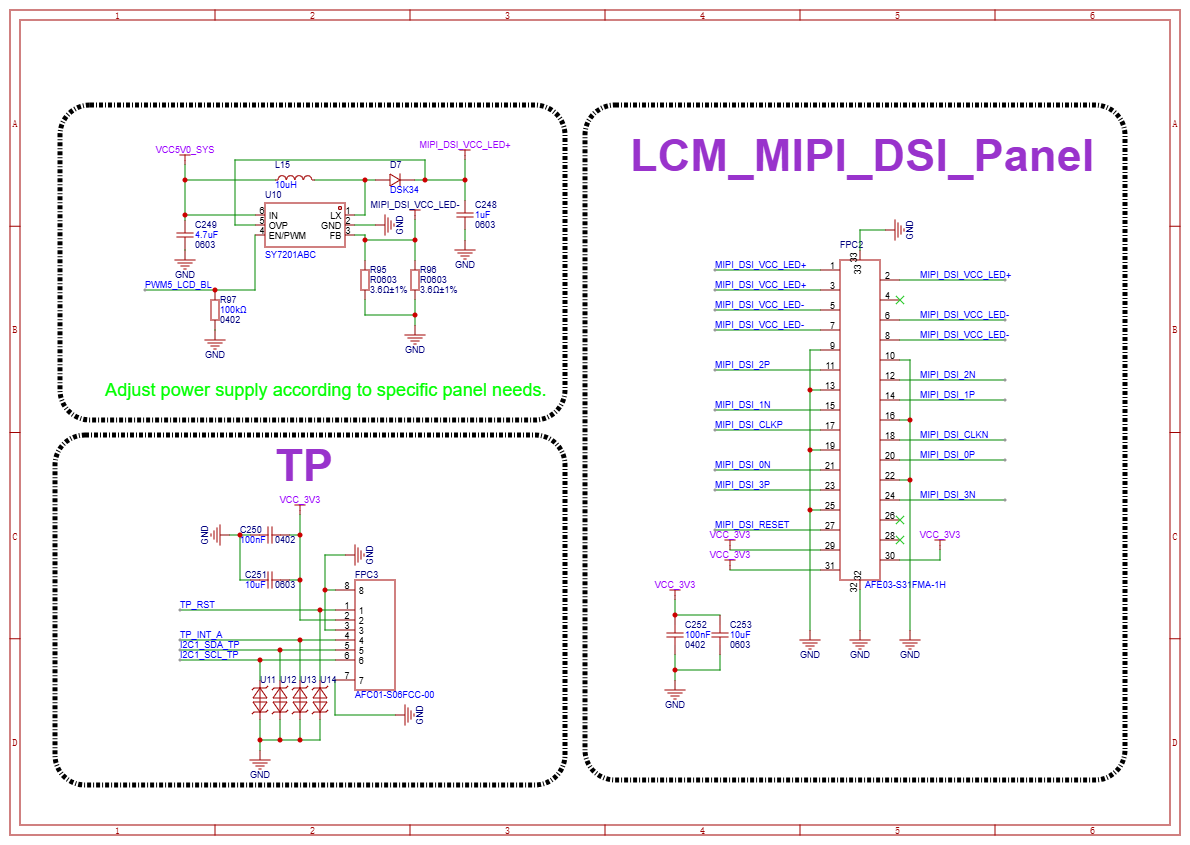 1 2 3 4 5 6
A
B
C
D
A
B
C
D
VCC5V0_SYS
MIPI_DSI_VCC_LED+
L15
10uH
D7
DSK34
U10
MIPI_DSI_VCC_LED-
6 IN
5 OVP
4 EN/PWM
LX 1
GND 2
FB 3
SY7201ABC
GND
C249
4.7uF
0603
GND
C248
1uF
0603
GND
PWM5_LCD_BL
R97
100kΩ
0402
GND
R95
R0603
3.6Ω±1%
R96
R0603
3.6Ω±1%
GND
Adjust power supply according to specific panel needs.
TP
VCC_3V3
GND
C250
100nF 0402
C251
10uF 0603
GND
FPC3
8 8
1 1
2 2
3 3
4 4
5 5
6 6
7 7
TP_RST
TP_INT_A
I2C1_SDA_TP
I2C1_SCL_TP
U11 U12 U13 U14
AFC01-S06FCC-00
GND
GND
LCM_MIPI_DSI_Panel
GND
FPC2
33 33
MIPI_DSI_VCC_LED+ 1
2 MIPI_DSI_VCC_LED+
MIPI_DSI_VCC_LED+ 3
4
MIPI_DSI_VCC_LED- 5
6 MIPI_DSI_VCC_LED-
MIPI_DSI_VCC_LED- 7
8 MIPI_DSI_VCC_LED-
9
10
MIPI_DSI_2P 11
12 MIPI_DSI_2N
13
14 MIPI_DSI_1P
MIPI_DSI_1N 15
16
MIPI_DSI_CLKP 17
18 MIPI_DSI_CLKN
19
20 MIPI_DSI_0P
MIPI_DSI_0N 21
22
MIPI_DSI_3P 23
24 MIPI_DSI_3N
25
26
MIPI_DSI_RESET 27
28
VCC_3V3 29
30 VCC_3V3
VCC_3V3 31
32 32
AFE03-S31FMA-1H
VCC_3V3
C252
100nF
0402
C253
10uF
0603
GND
GND
GND
GND
1 2 3 4 5 6